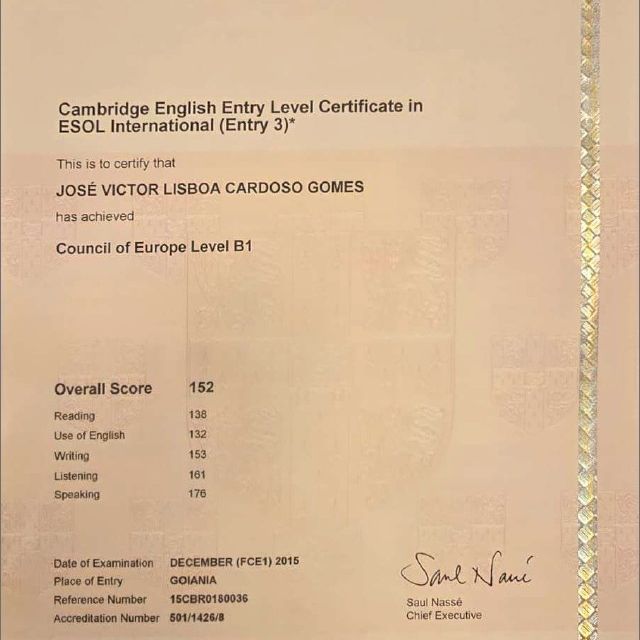 Cambridge English Entry Level Certificate in
ESOL International (Entry 3)*
This is to certify that
JOSÉ VICTOR LISBOA CARDOSO GOMES
has achieved
Council of Europe Level B1
Overall Score 152
Reading 138
Use of English 132
Writing 153
Listening 161
Speaking 176
Date of Examination DECEMBER (FCE1) 2015
Place of Entry GOIANIA
Reference Number 15CBR0180036
Accreditation Number 501/1426/8
Saul Nassé
Saul Nassé
Chief Executive